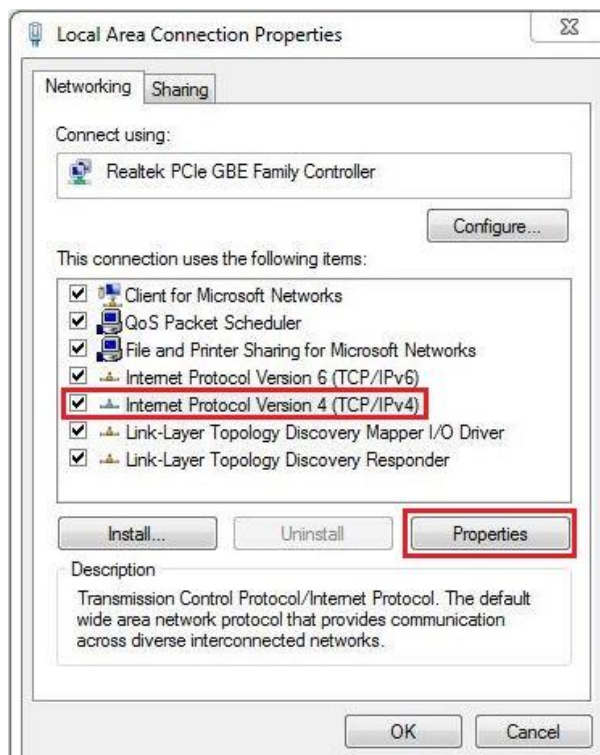 Local Area Connection Properties
Networking
Sharing
Connect using:
Realtek PCIe GBE Family Controller
Configure...
This connection uses the following items:
Client for Microsoft Networks
QoS Packet Scheduler
File and Printer Sharing for Microsoft Networks
Internet Protocol Version 6 (TCP/IPv6)
Internet Protocol Version 4 (TCP/IPv4)
Link-Layer Topology Discovery Mapper I/O Driver
Link-Layer Topology Discovery Responder
Install...
Uninstall
Properties
Description
Transmission Control Protocol/Internet Protocol. The default
wide area network protocol that provides communication
across diverse interconnected networks.
OK
Cancel